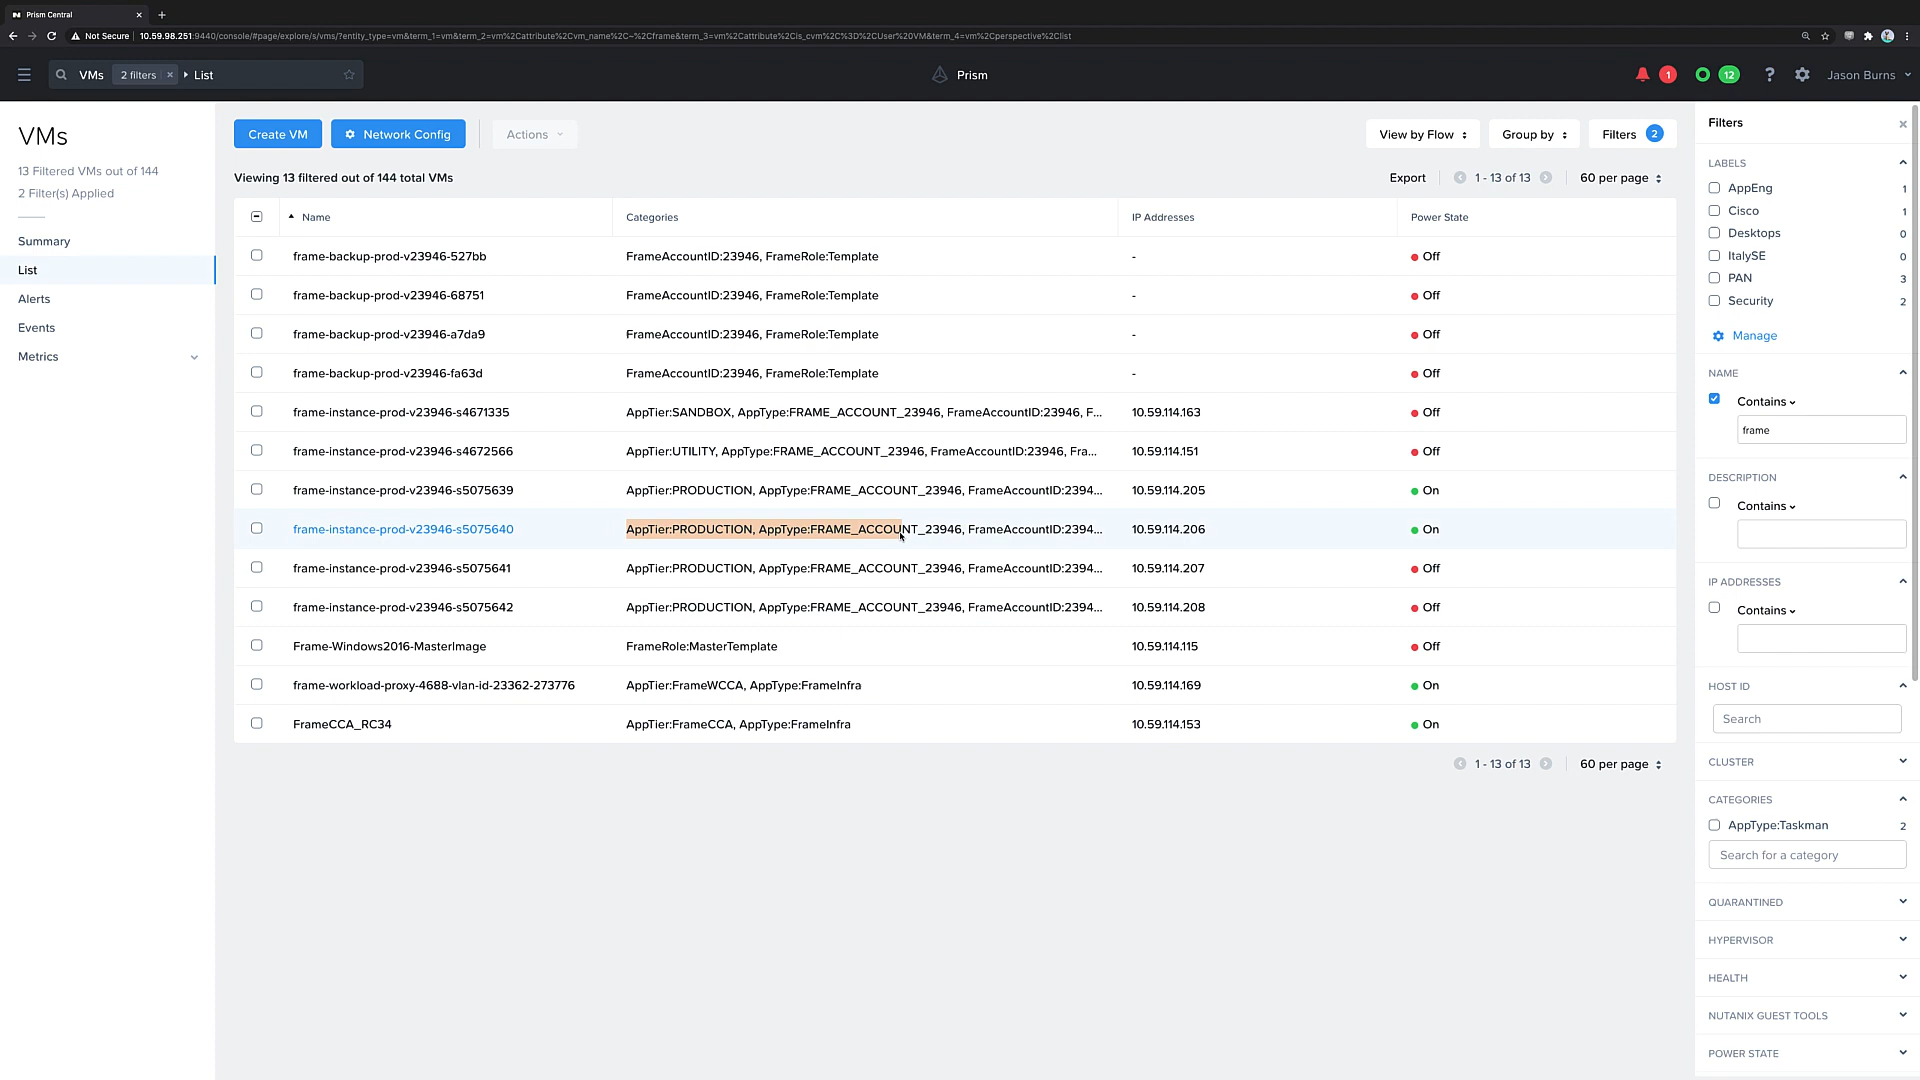 Prism Central
Not Secure 10.59.98.251:9440/console/#page/explore/s/vms/?entity_type=vm&term_1=vm&term_2=vm%2Cattribute%2Cvm_name%2C~%2Cframe&term_3=vm%2Cattribute%2Cis_cvm%2C%3D%2CUser%20VM&term_4=vm%2Cperspective%2Clist
VMs 2 filters × List
Prism
1 12 ? Jason Burns
VMs
13 Filtered VMs out of 144
2 Filter(s) Applied
Summary
List
Alerts
Events
Metrics
Create VM Network Config Actions View by Flow Group by Filters 2
Viewing 13 filtered out of 144 total VMs Export 1 - 13 of 13 60 per page
Name Categories IP Addresses Power State
frame-backup-prod-v23946-527bb FrameAccountID:23946, FrameRole:Template - Off
frame-backup-prod-v23946-68751 FrameAccountID:23946, FrameRole:Template - Off
frame-backup-prod-v23946-a7da9 FrameAccountID:23946, FrameRole:Template - Off
frame-backup-prod-v23946-fa63d FrameAccountID:23946, FrameRole:Template - Off
frame-instance-prod-v23946-s4671335 AppTier:SANDBOX, AppType:FRAME_ACCOUNT_23946, FrameAccountID:23946, F... 10.59.114.163 Off
frame-instance-prod-v23946-s4672566 AppTier:UTILITY, AppType:FRAME_ACCOUNT_23946, FrameAccountID:23946, Fra... 10.59.114.151 Off
frame-instance-prod-v23946-s5075639 AppTier:PRODUCTION, AppType:FRAME_ACCOUNT_23946, FrameAccountID:2394... 10.59.114.205 On
frame-instance-prod-v23946-s5075640 AppTier:PRODUCTION, AppType:FRAME_ACCOUNT_23946, FrameAccountID:2394... 10.59.114.206 On
frame-instance-prod-v23946-s5075641 AppTier:PRODUCTION, AppType:FRAME_ACCOUNT_23946, FrameAccountID:2394... 10.59.114.207 Off
frame-instance-prod-v23946-s5075642 AppTier:PRODUCTION, AppType:FRAME_ACCOUNT_23946, FrameAccountID:2394... 10.59.114.208 Off
Frame-Windows2016-MasterImage FrameRole:MasterTemplate 10.59.114.115 Off
frame-workload-proxy-4688-vlan-id-23362-273776 AppTier:FrameWCCA, AppType:FrameInfra 10.59.114.169 On
FrameCCA_RC34 AppTier:FrameCCA, AppType:FrameInfra 10.59.114.153 On
1 - 13 of 13 60 per page
Filters
LABELS
AppEng 1
Cisco 1
Desktops 0
ItalySE 0
PAN 3
Security 2
Manage
NAME
Contains
frame
DESCRIPTION
Contains
IP ADDRESSES
Contains
HOST ID
Search
CLUSTER
CATEGORIES
AppType:Taskman 2
Search for a category
QUARANTINED
HYPERVISOR
HEALTH
NUTANIX GUEST TOOLS
POWER STATE